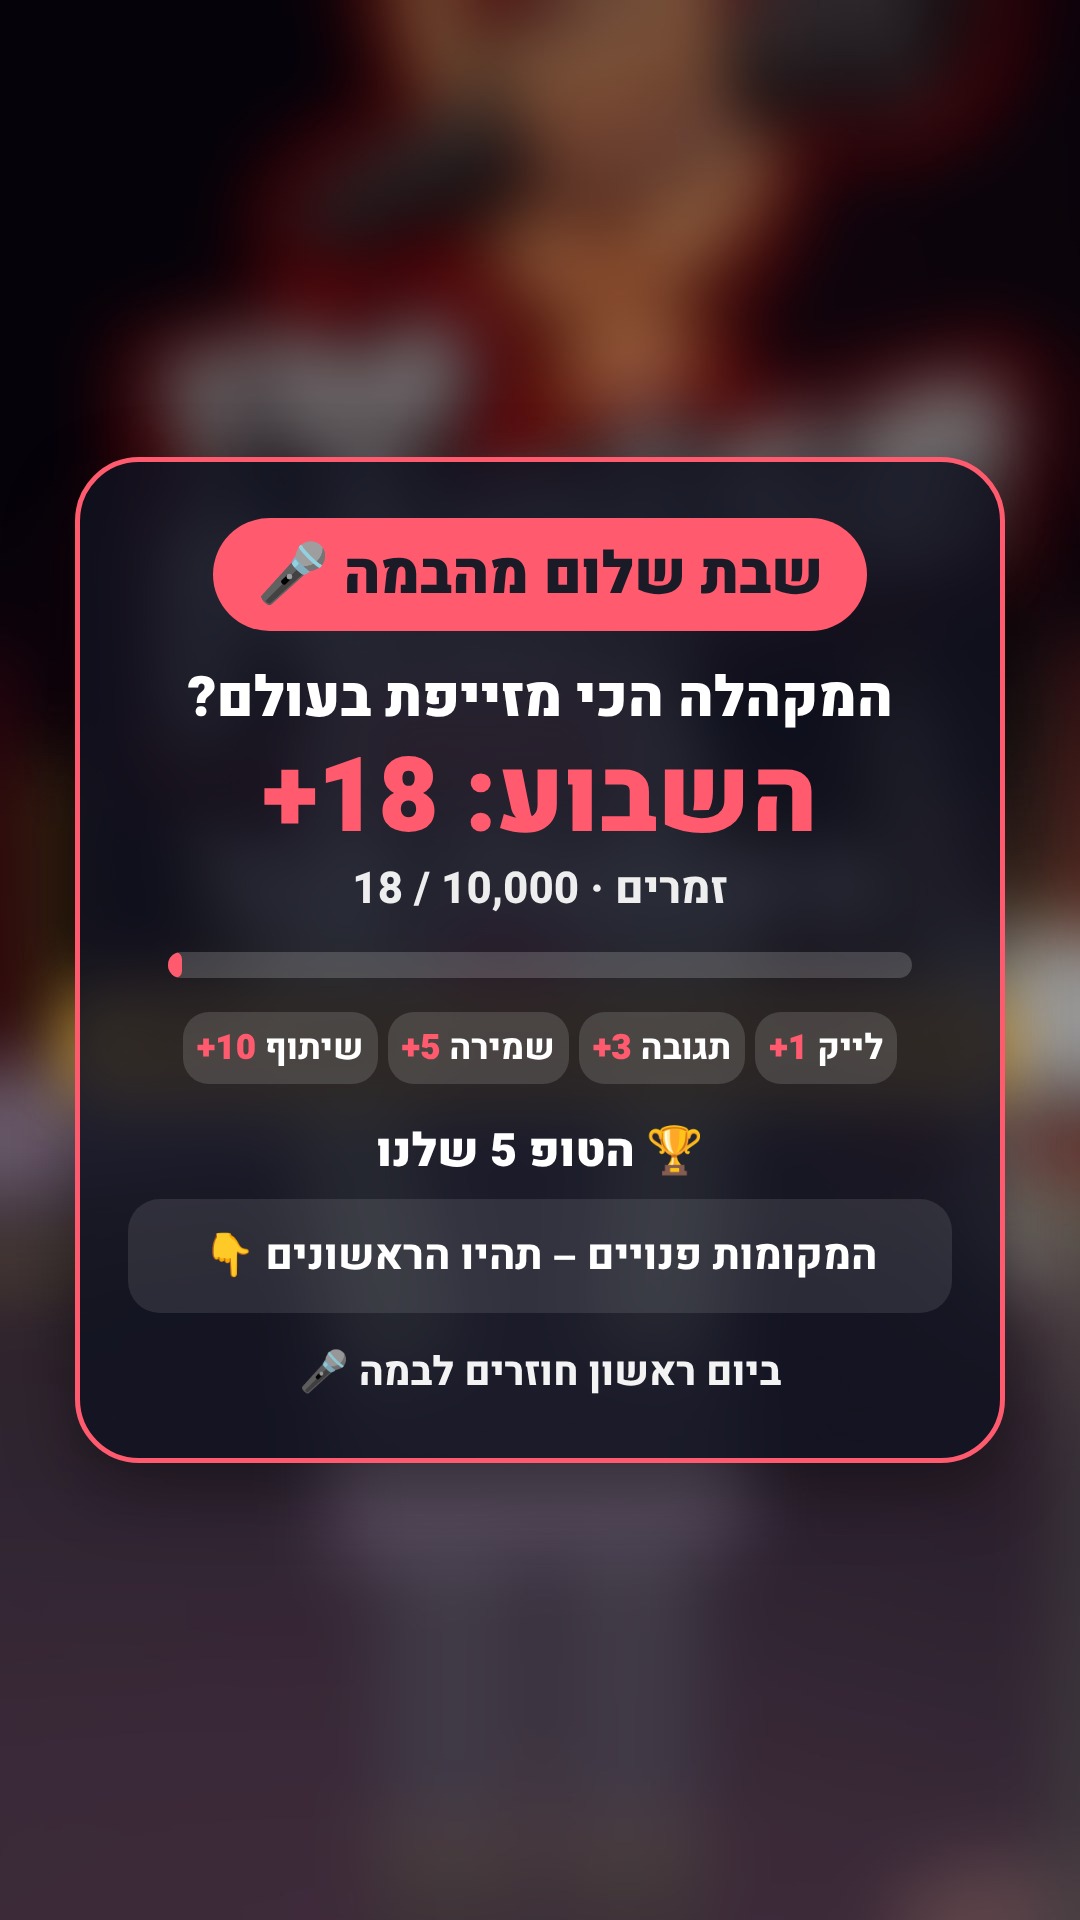 שבת שלום מהבמה 🎤
המקהלה הכי מזייפת בעולם?
השבוע: 18+
זמרים · 10,000 / 18
לייק 1+ תגובה 3+ שמירה 5+ שיתוף 10+
🏆 הטופ 5 שלנו
המקומות פנויים – תהיו הראשונים 👇
ביום ראשון חוזרים לבמה 🎤